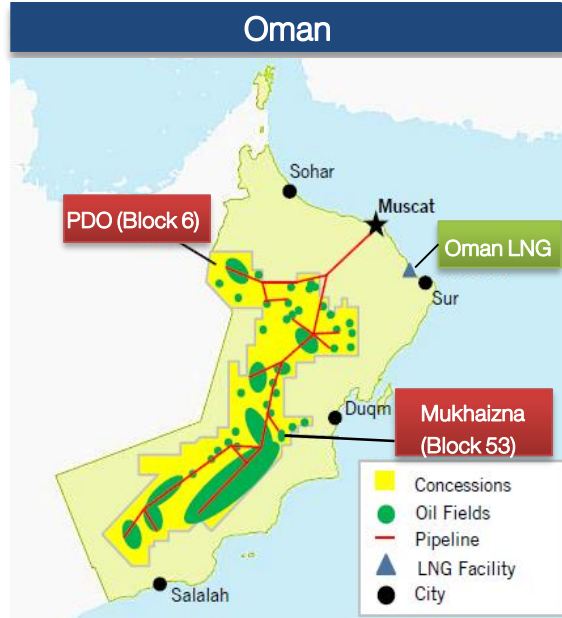 Oman
Sohar
Muscat
PDO (Block 6)
Oman LNG
Sur
Duqm
Mukhaizna
(Block 53)
Concessions
Oil Fields
Pipeline
LNG Facility
City
Salalah